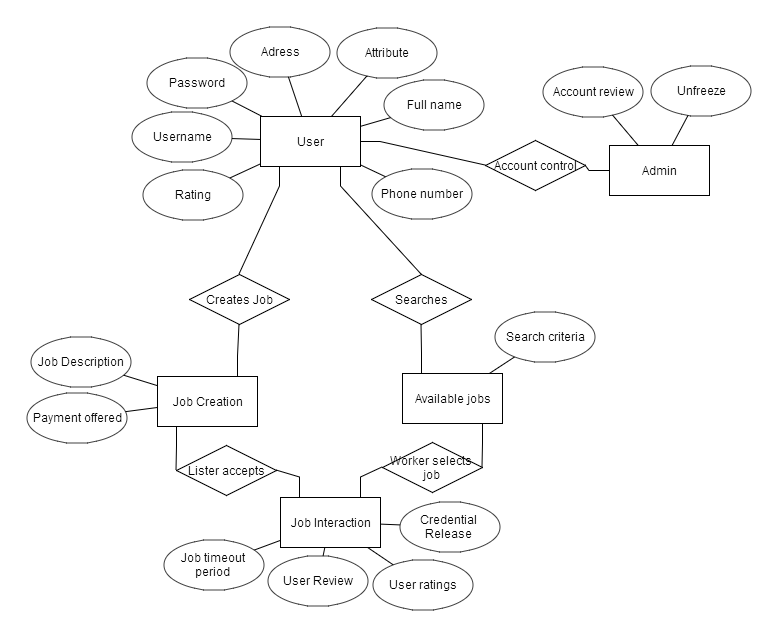 Adress
Attribute
Password
Full name
Account review
Unfreeze
Username
User
Account control
Admin
Rating
Phone number
Creates Job
Searches
Search criteria
Job Description
Payment offered
Job Creation
Available jobs
Lister accepts
Worker selects
job
Job Interaction
Credential
Release
Job timeout
period
User Review
User ratings